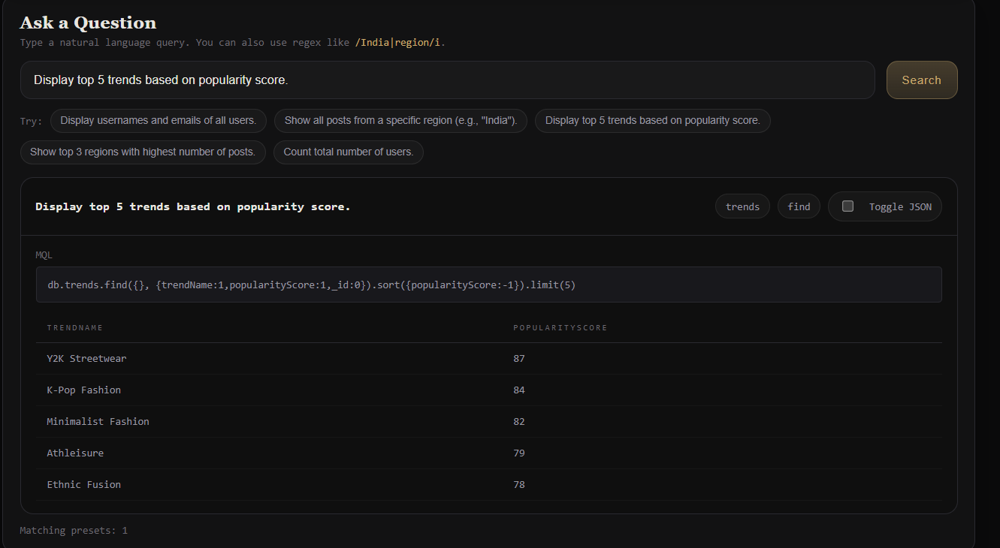 Ask a Question
Type a natural language query. You can also use regex like /India|region/i.
Display top 5 trends based on popularity score.
Search
Try: Display usernames and emails of all users. Show all posts from a specific region (e.g., "India"). Display top 5 trends based on popularity score.
Show top 3 regions with highest number of posts. Count total number of users.
Display top 5 trends based on popularity score. trends find Toggle JSON
MQL
db.trends.find({}, {trendName:1,popularityScore:1,_id:0}).sort({popularityScore:-1}).limit(5)
TRENDNAME POPULARITYSCORE
Y2K Streetwear 87
K-Pop Fashion 84
Minimalist Fashion 82
Athleisure 79
Ethnic Fusion 78
Matching presets: 1